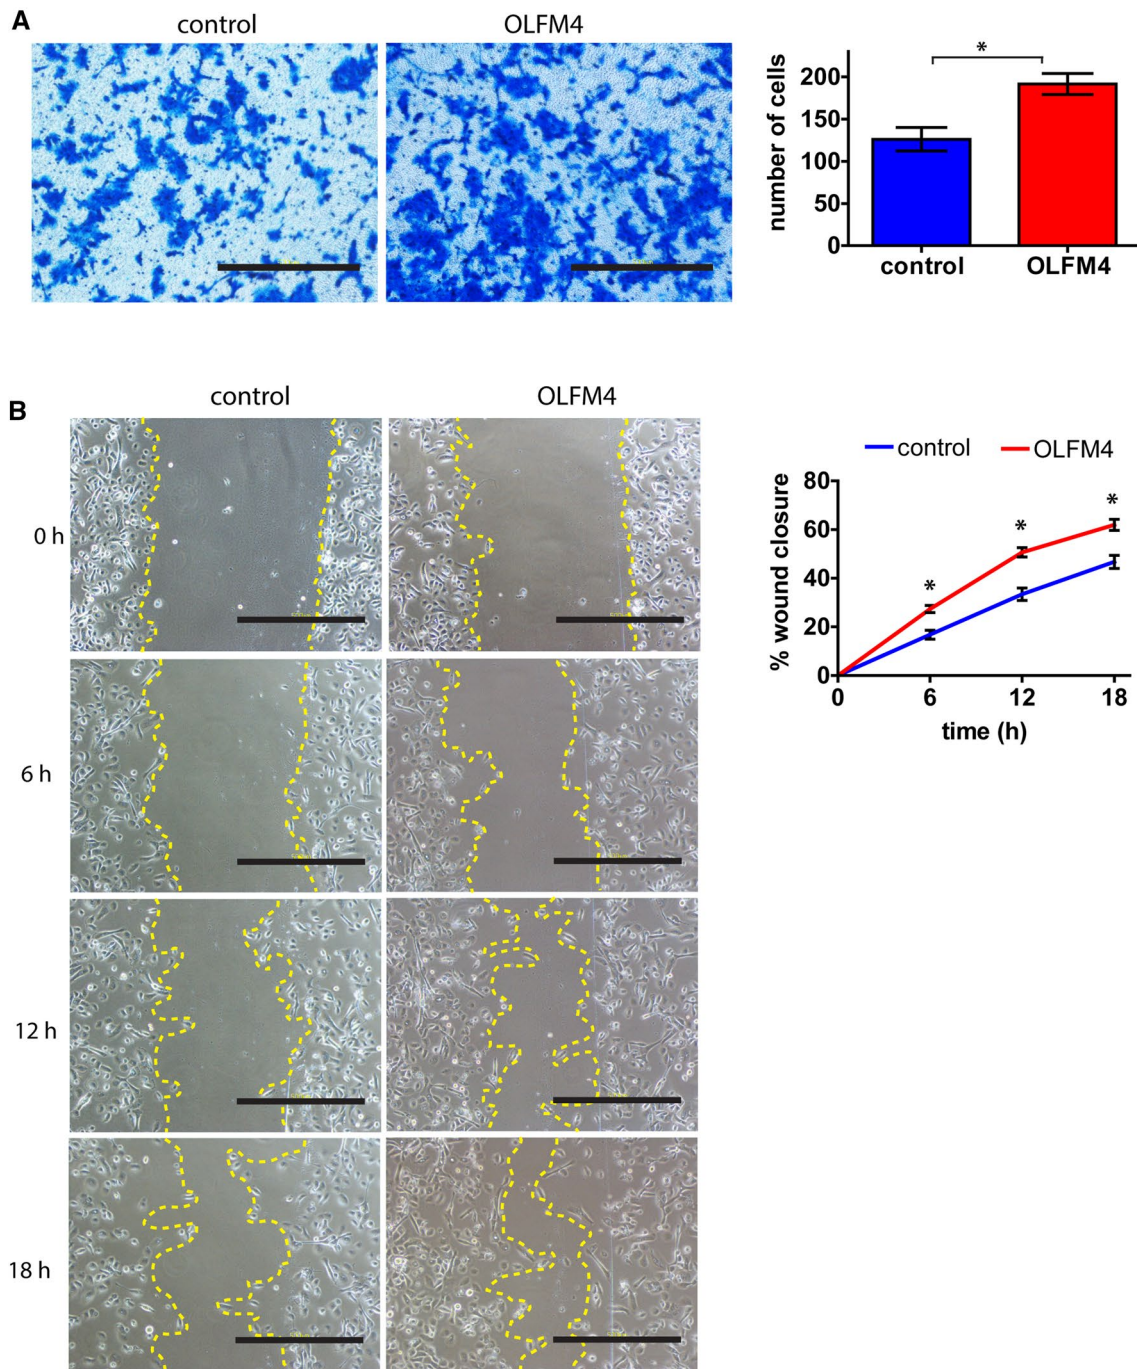 A
control
OLFM4
*
number of cells
200
150
100
50
0
control
OLFM4
B
control
OLFM4
0 h
6 h
12 h
18 h
control
OLFM4
% wound closure
80
60
40
20
0
*
*
*
0
6
12
18
time (h)